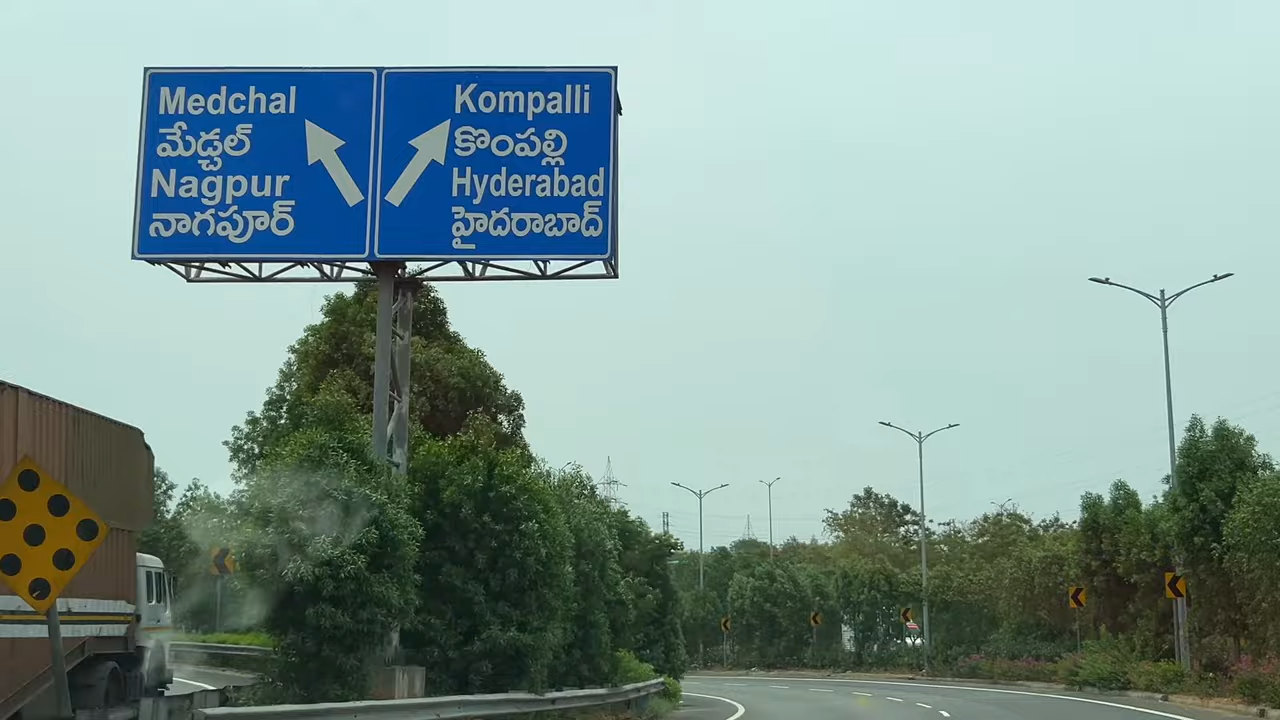 Medchal
మేడ్చల్
Nagpur
నాగపూర్
Kompalli
కొంపల్లి
Hyderabad
హైదరాబాద్